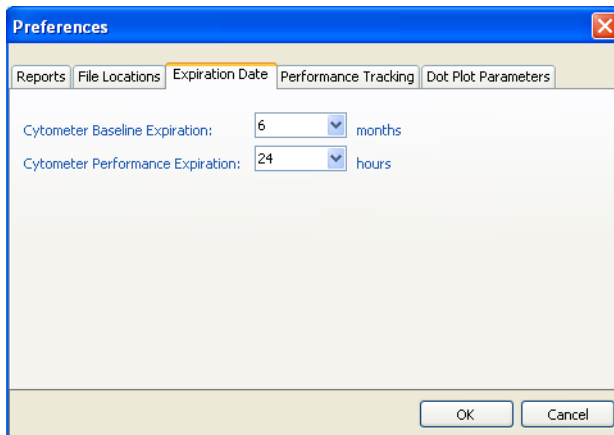 Preferences
Reports File Locations Expiration Date Performance Tracking Dot Plot Parameters
Cytometer Baseline Expiration: 6 months
Cytometer Performance Expiration: 24 hours
OK Cancel